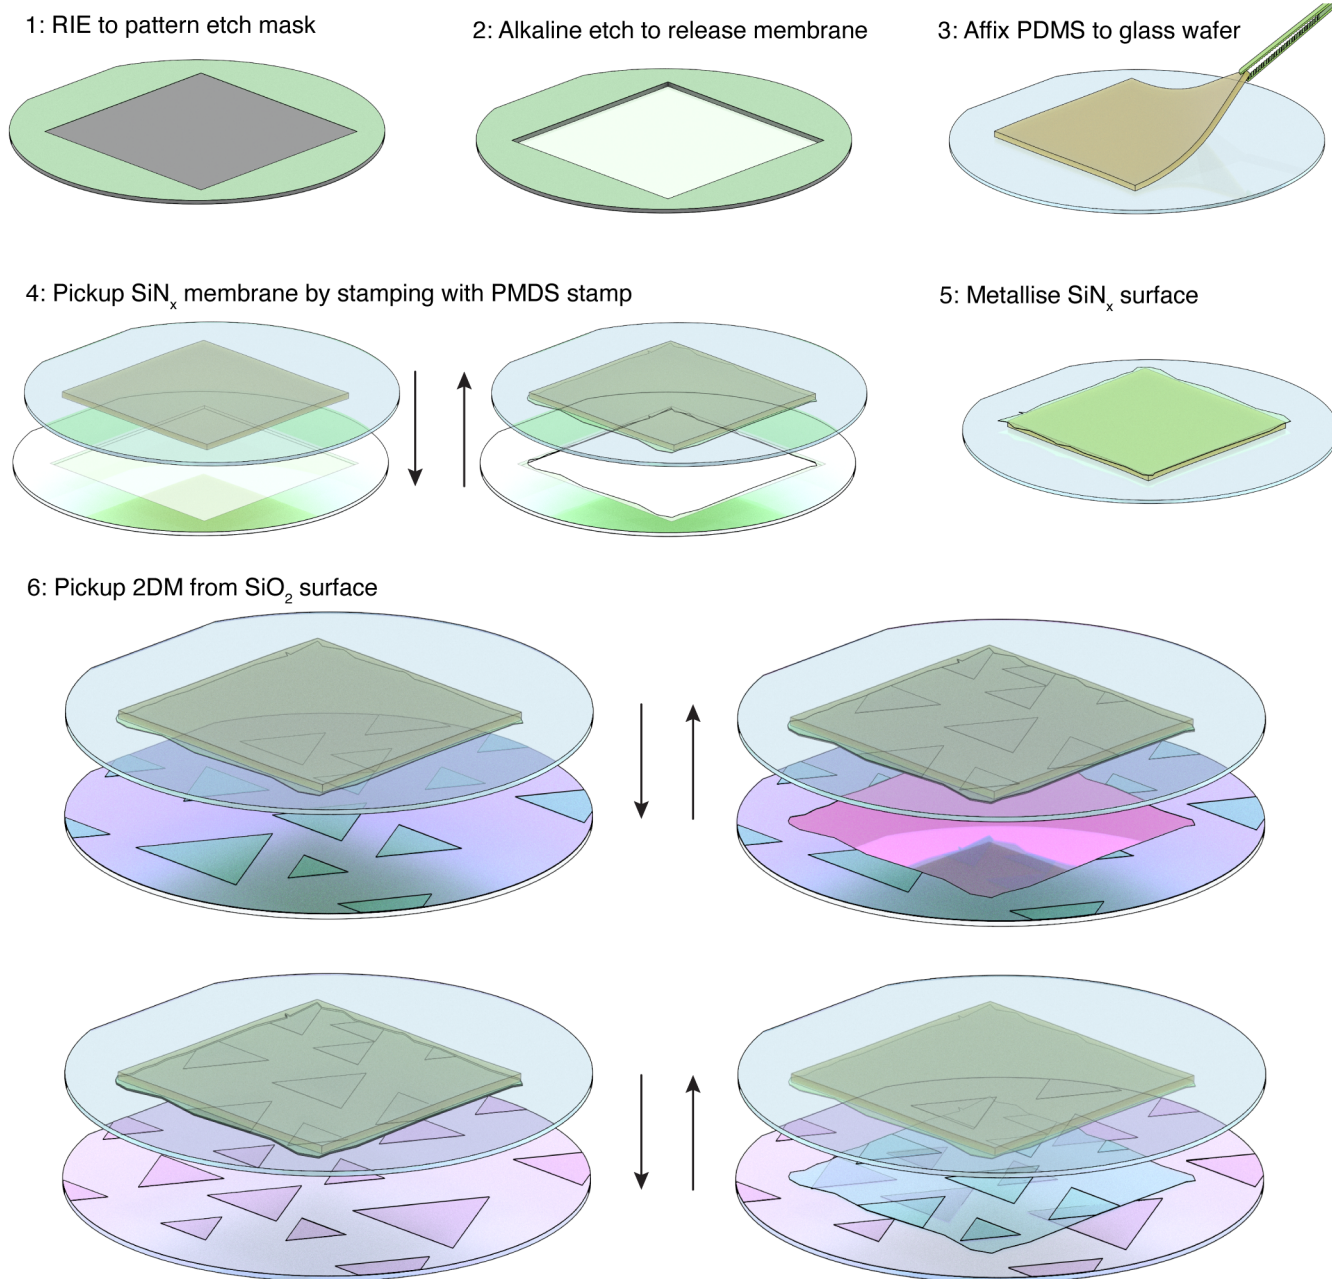 1: RIE to pattern etch mask
2: Alkaline etch to release membrane
3: Affix PDMS to glass wafer
4: Pickup SiNₓ membrane by stamping with PMDS stamp
5: Metallise SiNₓ surface
6: Pickup 2DM from SiO₂ surface